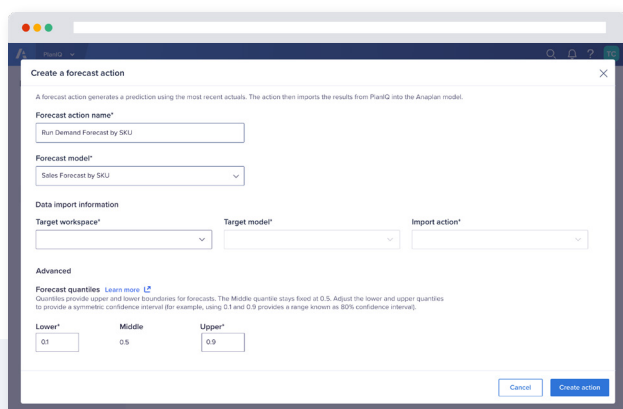 PlanIQ
TC
Create a forecast action
A forecast action generates a prediction using the most recent actuals. The action then imports the results from PlanIQ into the Anaplan model.
Forecast action name*
Run Demand Forecast by SKU
Forecast model*
Sales Forecast by SKU
Data import information
Target workspace* Target model* Import action*
Advanced
Forecast quantiles Learn more
Quantiles provide upper and lower boundaries for forecasts. The Middle quantile stays fixed at 0.5. Adjust the lower and upper quantiles
to provide a symmetric confidence interval (for example, using 0.1 and 0.9 provides a range known as 80% confidence interval).
Lower* Middle Upper*
0.1 0.5 0.9
Cancel Create action